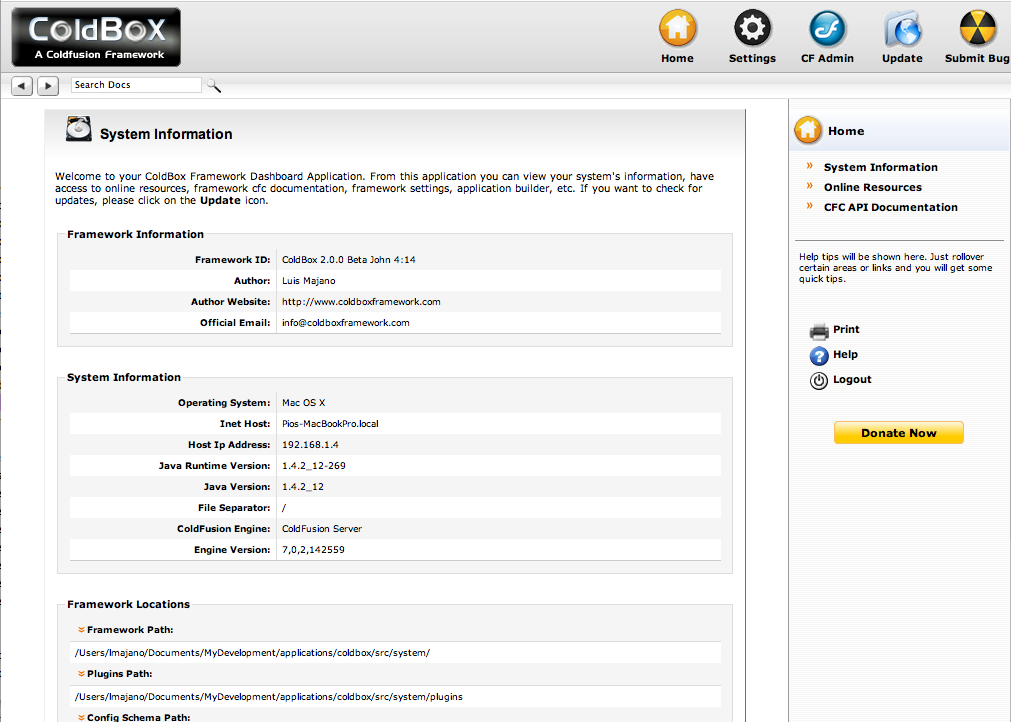 ColdBox
A Coldfusion Framework
Home
Settings
CF Admin
Update
Submit Bug
Search Docs
System Information
Welcome to your ColdBox Framework Dashboard Application. From this application you can view your system's information, have
access to online resources, framework cfc documentation, framework settings, application builder, etc. If you want to check for
updates, please click on the Update icon.
Framework Information
Framework ID: ColdBox 2.0.0 Beta John 4:14
Author: Luis Majano
Author Website: http://www.coldboxframework.com
Official Email: info@coldboxframework.com
System Information
Operating System: Mac OS X
Inet Host: Pios-MacBookPro.local
Host Ip Address: 192.168.1.4
Java Runtime Version: 1.4.2_12-269
Java Version: 1.4.2_12
File Separator: /
ColdFusion Engine: ColdFusion Server
Engine Version: 7,0,2,142559
Framework Locations
Framework Path:
/Users/lmajano/Documents/MyDevelopment/applications/coldbox/src/system/
Plugins Path:
/Users/lmajano/Documents/MyDevelopment/applications/coldbox/src/system/plugins
Config Schema Path:
Home
System Information
Online Resources
CFC API Documentation
Help tips will be shown here. Just rollover
certain areas or links and you will get some
quick tips.
Print
Help
Logout
Donate Now